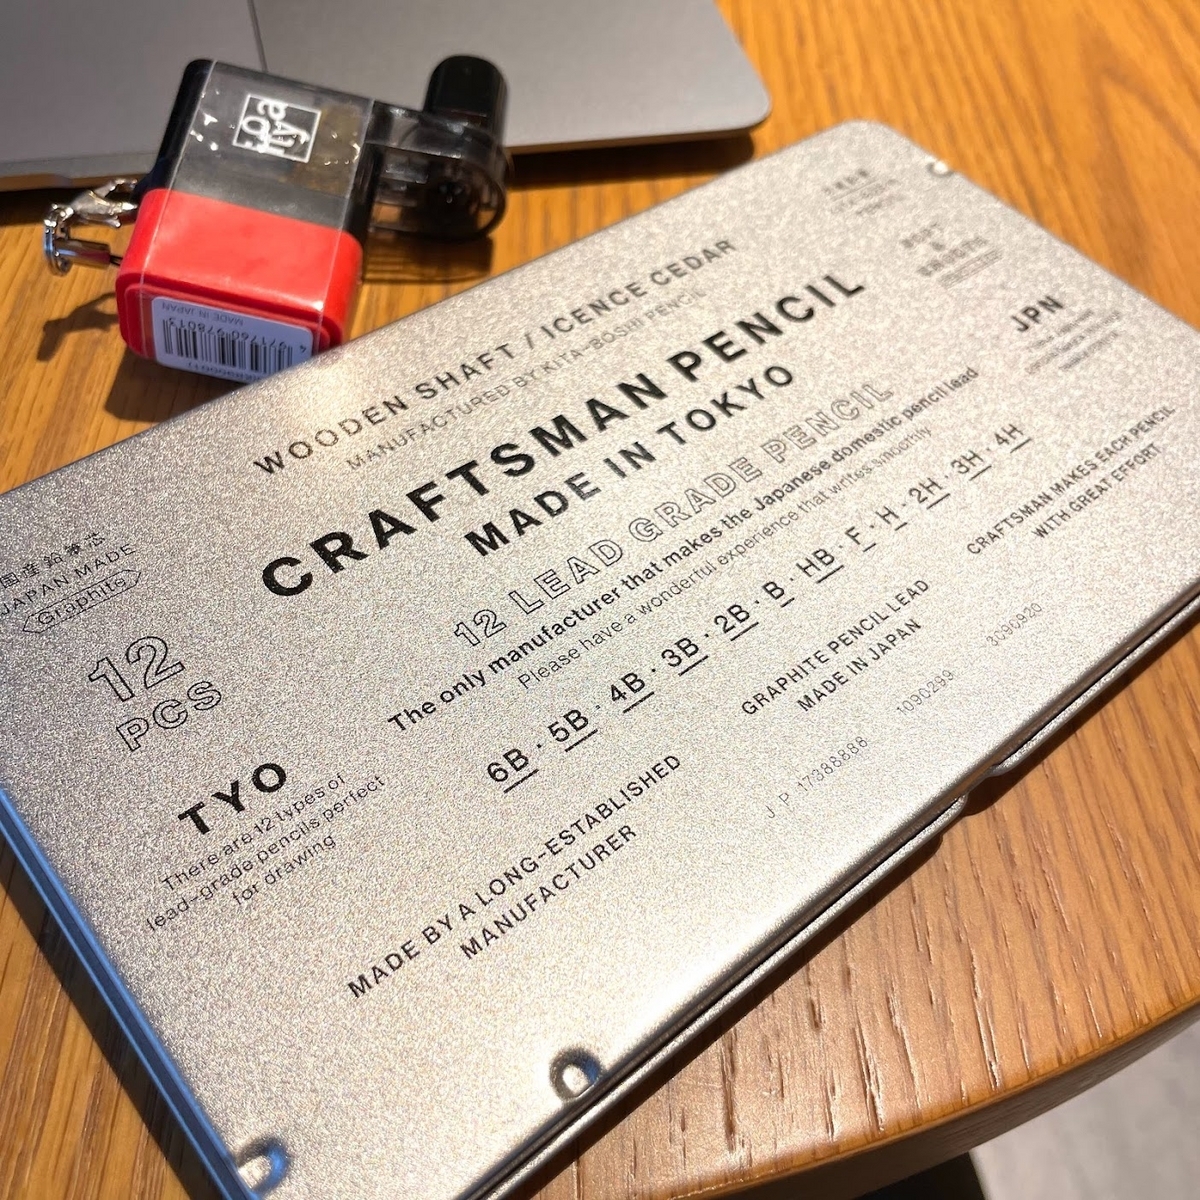 MADE IN JAPAN
WOODEN SHAFT / ICENCE CEDAR
MANUFACTURED BY KITA-BOSHI PENCIL
CRAFTSMAN PENCIL
MADE IN TOKYO
12 LEAD GRADE PENCIL
The only manufacturer that makes the Japanese domestic pencil lead
Please have a wonderful experience that writes smoothly
6B · 5B · 4B · 3B · 2B · B · HB · F · H · 2H · 3H · 4H
国産鉛筆芯
JAPAN MADE
Graphite
12
PCS
TYO
There are 12 types of
lead-grade pencils perfect
for drawing
MADE BY A LONG-ESTABLISHED
MANUFACTURER
GRAPHITE PENCIL LEAD
MADE IN JAPAN
J.P. 17388888
1090299
3090920
JPN
CRAFTSMAN MAKES EACH PENCIL
WITH GREAT EFFORT